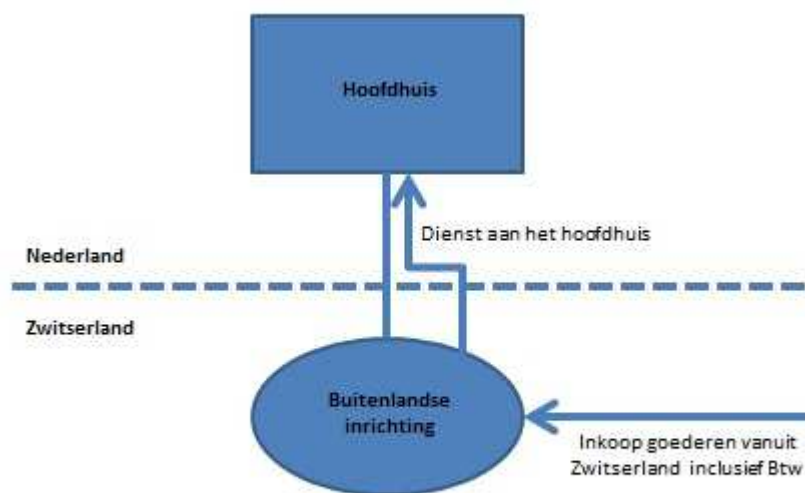 Hoofdhuis
Dienst aan het hoofdhuis
Nederland
Zwitserland
Buitenlandse
inrichting
Inkoop goederen vanuit
Zwitserland inclusief Btw